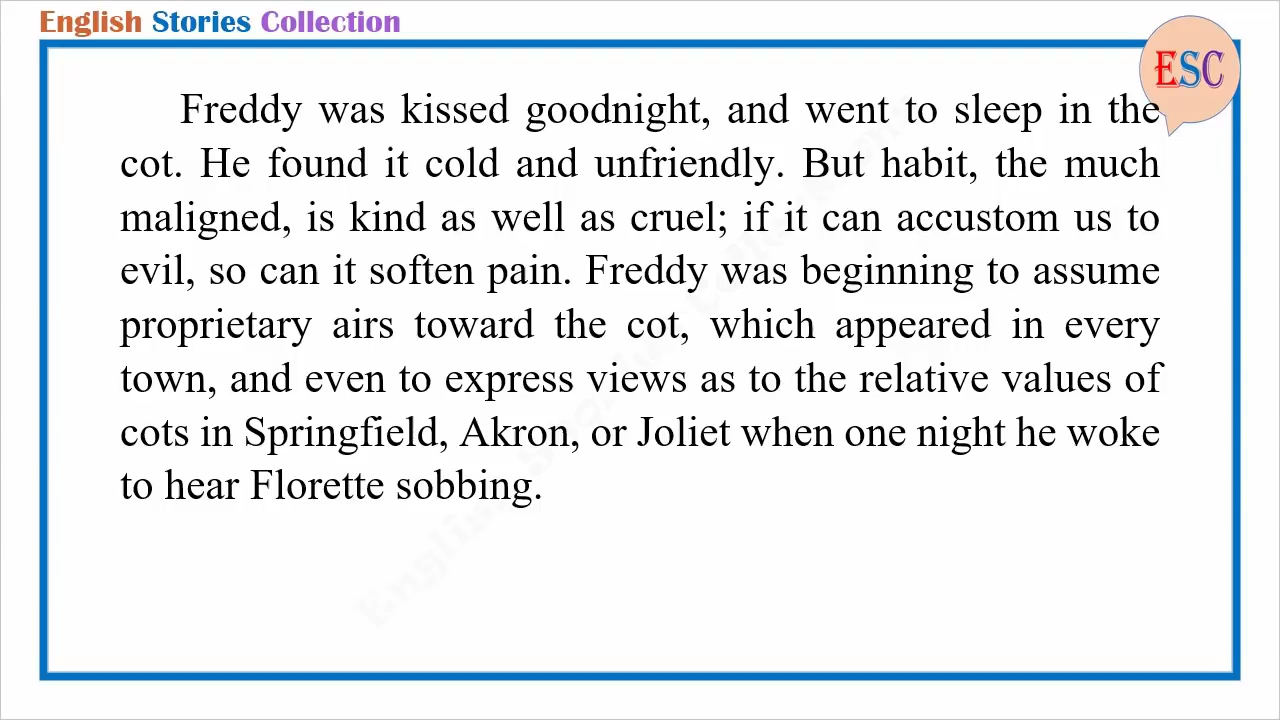 English Stories Collection
ESC
Freddy was kissed goodnight, and went to sleep in the
cot. He found it cold and unfriendly. But habit, the much
maligned, is kind as well as cruel; if it can accustom us to
evil, so can it soften pain. Freddy was beginning to assume
proprietary airs toward the cot, which appeared in every
town, and even to express views as to the relative values of
cots in Springfield, Akron, or Joliet when one night he woke
to hear Florette sobbing.